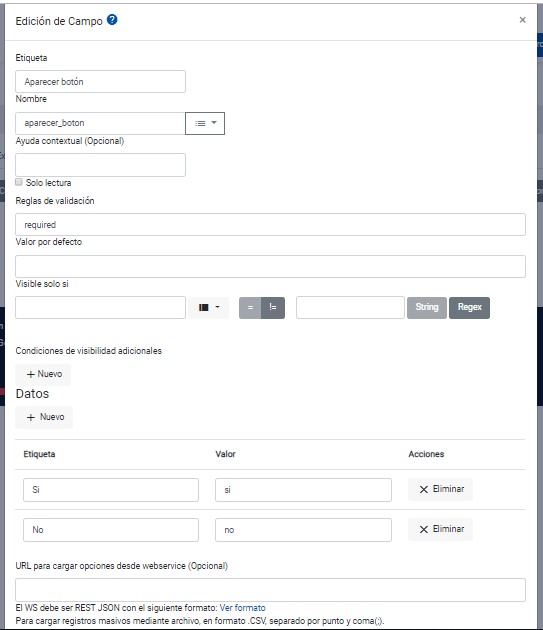 Edición de Campo ?
×
Etiqueta
Aparecer botón
Nombre
aparecer_boton
Ayuda contextual (Opcional)
Solo lectura
Reglas de validación
required
Valor por defecto
Visible solo si
= != String Regex
Condiciones de visibilidad adicionales
+ Nuevo
Datos
+ Nuevo
Etiqueta Valor Acciones
Si si × Eliminar
No no × Eliminar
URL para cargar opciones desde webservice (Opcional)
El WS debe ser REST JSON con el siguiente formato: Ver formato
Para cargar registros masivos mediante archivo, en formato .CSV, separado por punto y coma(;).